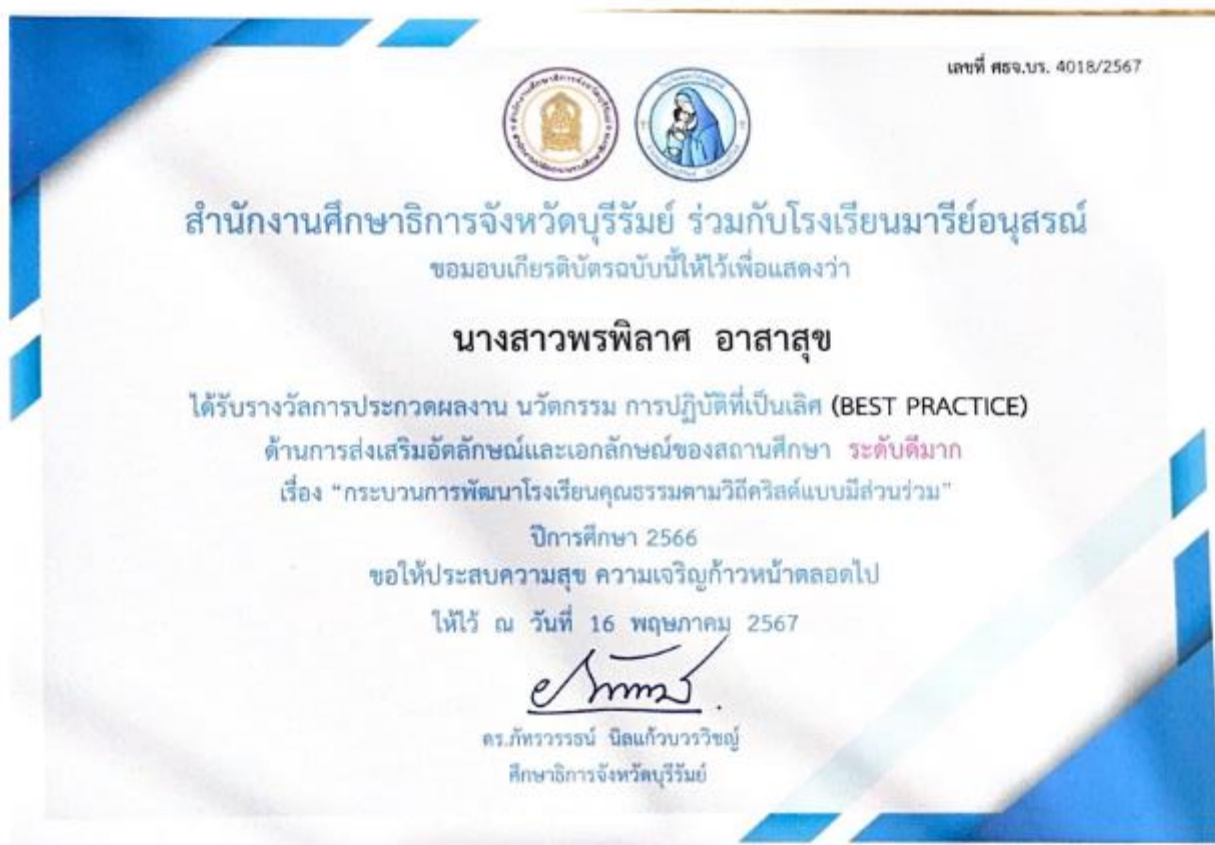 เลขที่ ศธจ.บร. 4018/2567
สำนักงานศึกษาธิการจังหวัดบุรีรัมย์ ร่วมกับโรงเรียนมารีย์อนุสรณ์
ขอมอบเกียรติบัตรฉบับนี้ให้ไว้เพื่อแสดงว่า
นางสาวพรพิลาศ อาสาสุข
ได้รับรางวัลการประกวดผลงาน นวัตกรรม การปฏิบัติที่เป็นเลิศ (BEST PRACTICE)
ด้านการส่งเสริมอัตลักษณ์และเอกลักษณ์ของสถานศึกษา ระดับดีมาก
เรื่อง "กระบวนการพัฒนาโรงเรียนคุณธรรมตามวิถีคริสต์แบบมีส่วนร่วม"
ปีการศึกษา 2566
ขอให้ประสบความสุข ความเจริญก้าวหน้าตลอดไป
ให้ไว้ ณ วันที่ 16 พฤษภาคม 2567
ดร.ภัทรวรรธน์ นิลแก้วบวรวิชญ์
ศึกษาธิการจังหวัดบุรีรัมย์